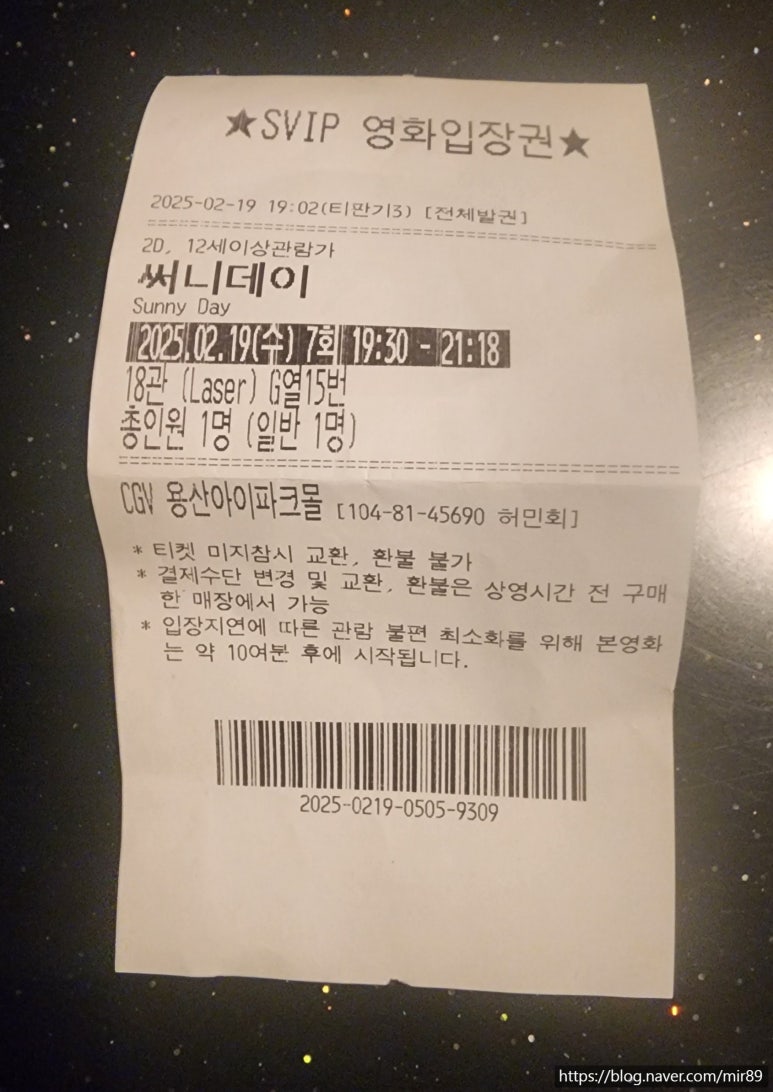 ★SVIP 영화입장권★
2025-02-19 19:02(티판기3) [전체발권]
2D, 12세이상관람가
써니데이
Sunny Day
2025.02.19(수) 7회 19:30 - 21:18
18관 (Laser) G열15번
총인원 1명 (일반 1명)
CGV 용산아이파크몰 [104-81-45690 허민회]
* 티켓 미지참시 교환, 환불 불가
* 결제수단 변경 및 교환, 환불은 상영시간 전 구매
한 매장에서 가능
* 입장지연에 따른 관람 불편 최소화를 위해 본영화
는 약 10여분 후에 시작됩니다.
2025-0219-0505-9309
https://blog.naver.com/mir89